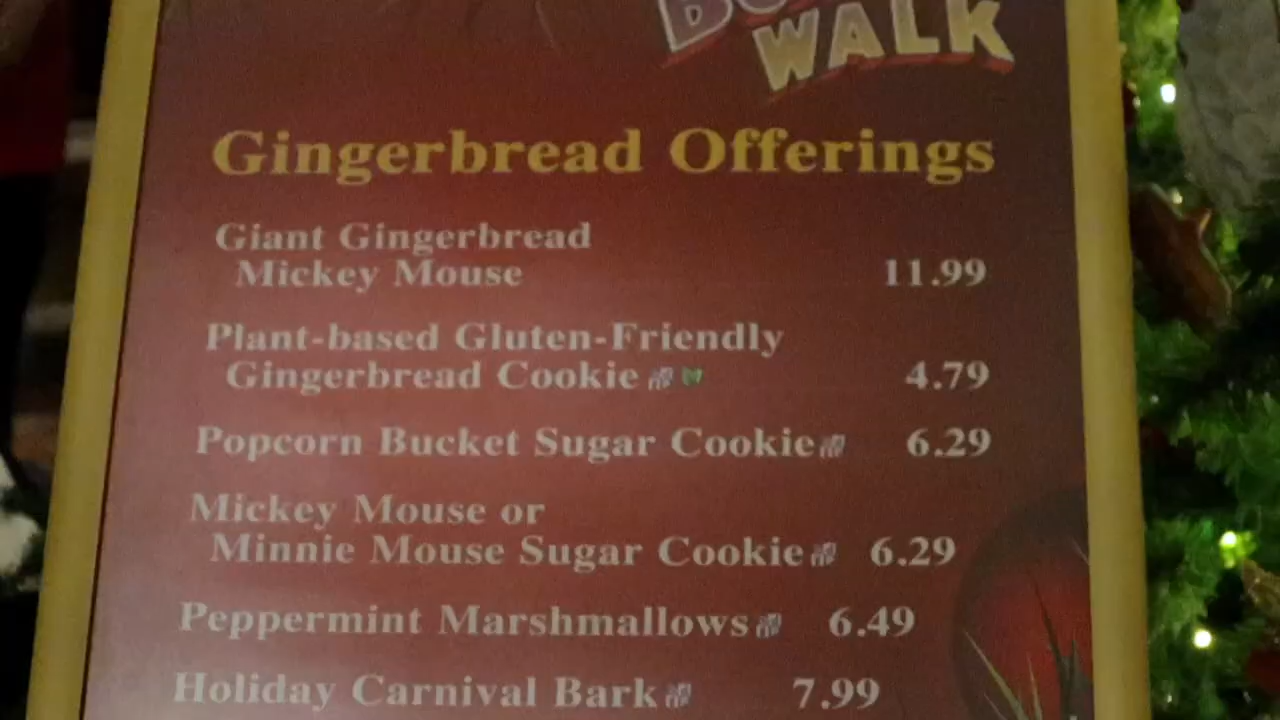 WALK
Gingerbread Offerings
Giant Gingerbread
Mickey Mouse 11.99
Plant-based Gluten-Friendly
Gingerbread Cookie 4.79
Popcorn Bucket Sugar Cookie 6.29
Mickey Mouse or
Minnie Mouse Sugar Cookie 6.29
Peppermint Marshmallows 6.49
Holiday Carnival Bark 7.99